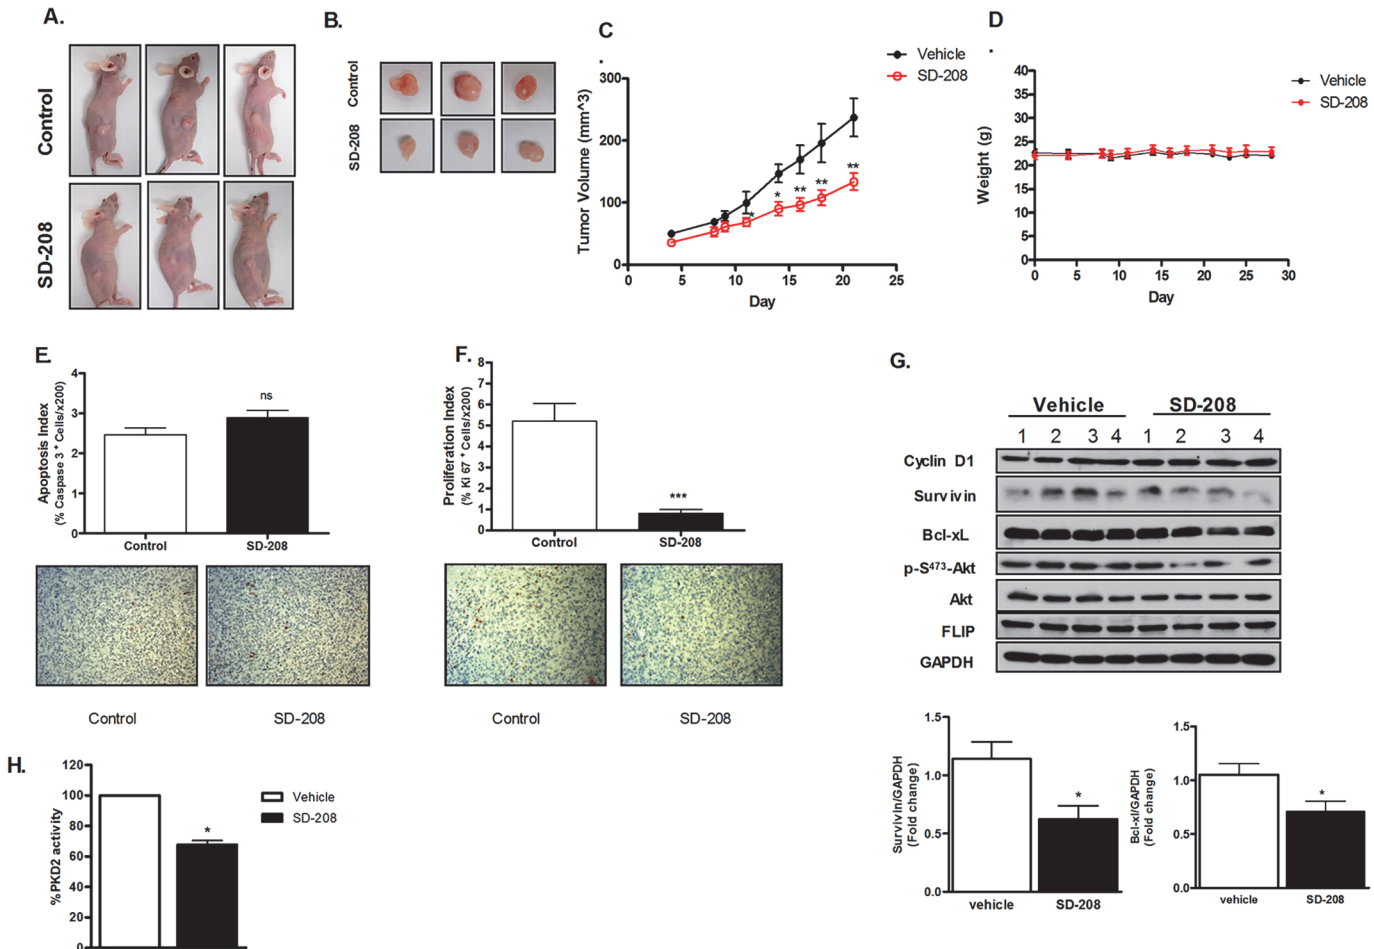 A.
Control
SD-208
B.
Control
SD-208
C
Vehicle
SD-208
Tumor Volume (mm^3)
300
200
100
0
0 5 10 15 20 25
Day
*
*
**
**
**
D
Vehicle
SD-208
Weight (g)
40
35
30
25
20
15
10
5
0
0 5 10 15 20 25 30
Day
E.
Apoptosis Index
(% Caspase 3 + Cells/x200)
4
3
2
1
0
ns
Control SD-208
Control SD-208
F.
Proliferation Index
(% Ki 67 + Cells/x200)
8
7
6
5
4
3
2
1
0
***
Control SD-208
Control SD-208
G.
Vehicle SD-208
1 2 3 4 1 2 3 4
Cyclin D1
Survivin
Bcl-xL
p-S473-Akt
Akt
FLIP
GAPDH
Survivin/GAPDH
(Fold change)
1.5
1.0
0.5
0.0
*
vehicle SD-208
Bcl-xl/GAPDH
(Fold change)
1.5
1.0
0.5
0.0
*
vehicle SD-208
H.
%PKD2 activity
120
100
80
60
40
20
0
*
Vehicle
SD-208